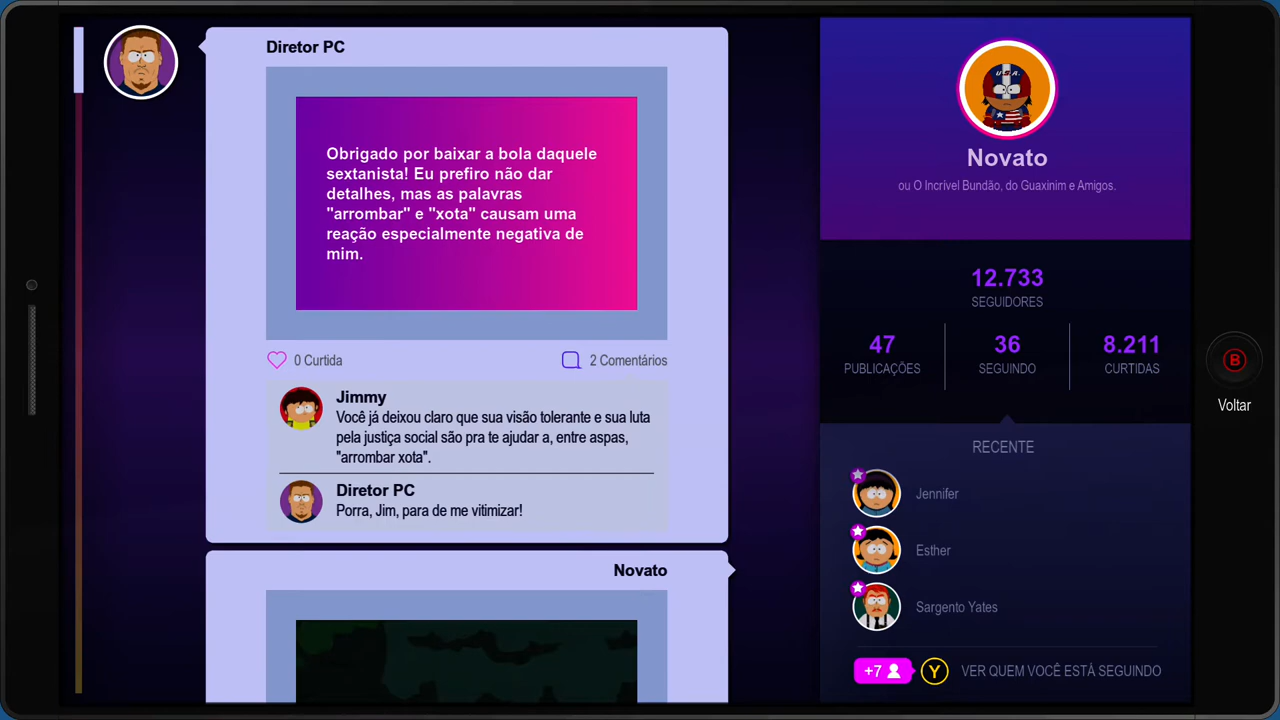 Diretor PC
Obrigado por baixar a bola daquele
sextanista! Eu prefiro não dar
detalhes, mas as palavras
"arrombar" e "xota" causam uma
reação especialmente negativa de
mim.
0 Curtida
2 Comentários
Jimmy
Você já deixou claro que sua visão tolerante e sua luta
pela justiça social são pra te ajudar a, entre aspas,
"arrombar xota".
Diretor PC
Porra, Jim, para de me vitimizar!
Novato
Novato
ou O Incrível Bundão, do Guaxinim e Amigos.
12.733
SEGUIDORES
47
PUBLICAÇÕES
36
SEGUINDO
8.211
CURTIDAS
RECENTE
Jennifer
Esther
Sargento Yates
+7
Y
VER QUEM VOCÊ ESTÁ SEGUINDO
B
Voltar